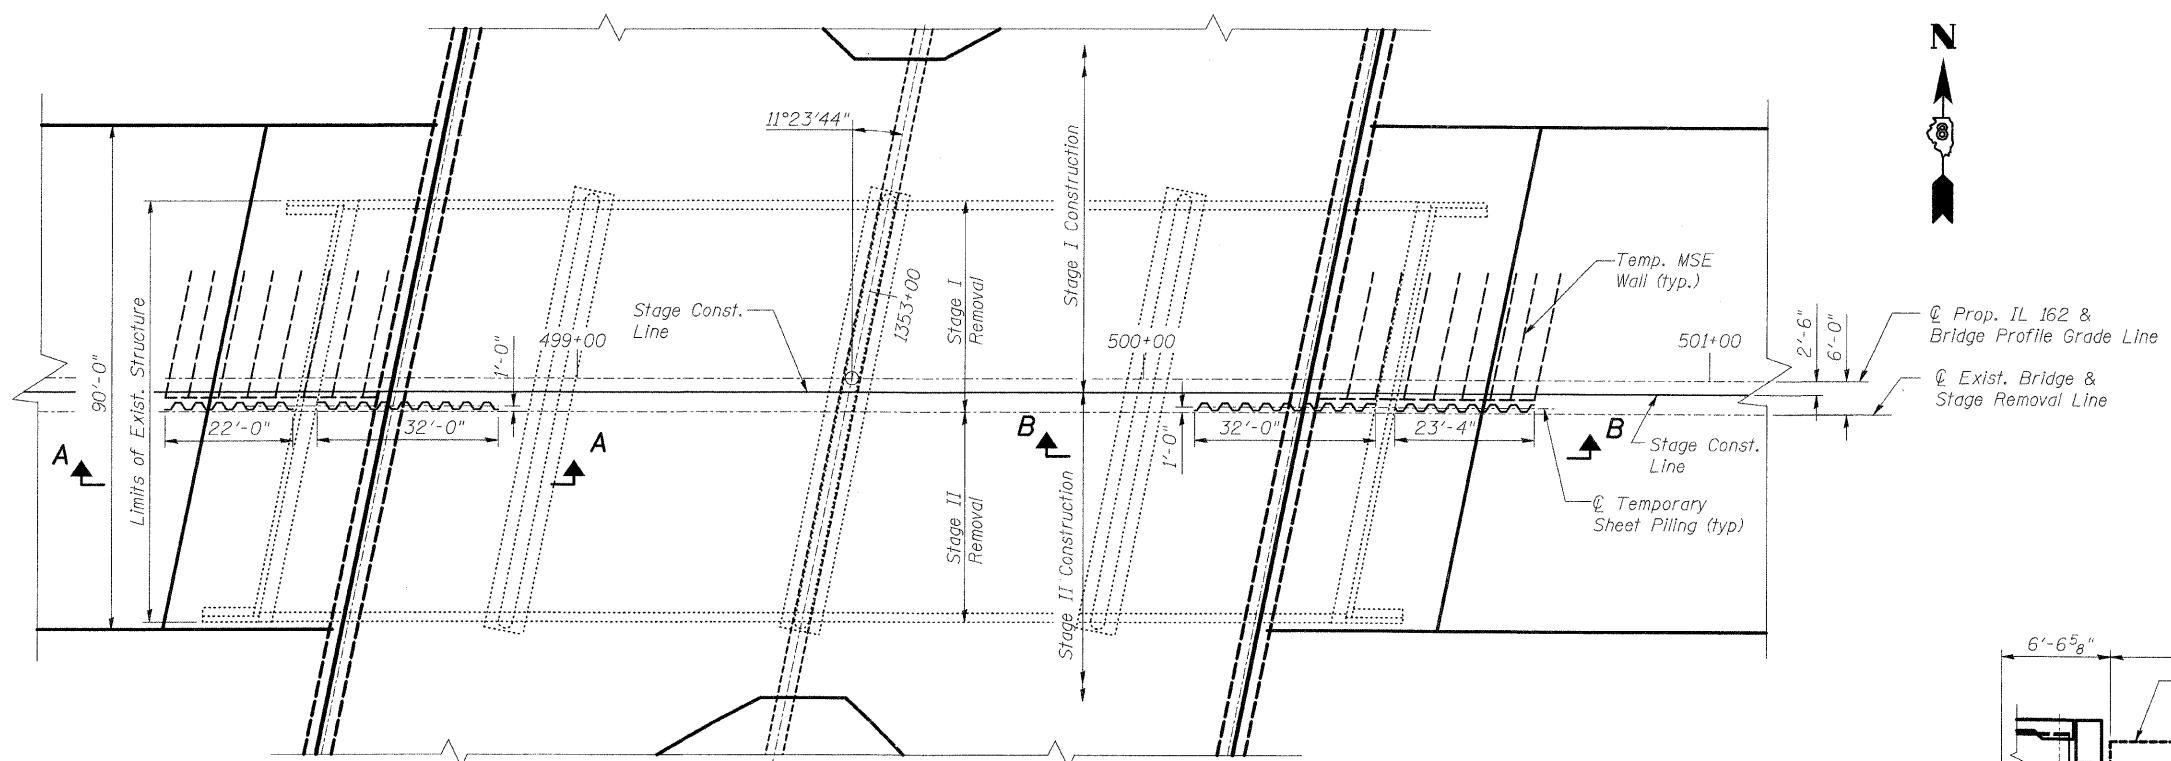 N
8
11°23'44"
Stage I Construction
Limits of Exist. Structure
90'-0"
Stage I
Removal
1353+00
Stage Const.
Line
499+00
1'-0"
500+00
Temp. MSE
Wall (typ.)
501+00
2'-6"
6'-0"
℄ Prop. IL 162 &
Bridge Profile Grade Line
℄ Exist. Bridge &
Stage Removal Line
22'-0"
32'-0"
A
A
B
1'-0"
32'-0"
23'-4"
B
Stage Const.
Line
℄ Temporary
Sheet Piling (typ)
Stage II
Removal
Stage II Construction
6'-6⅝"